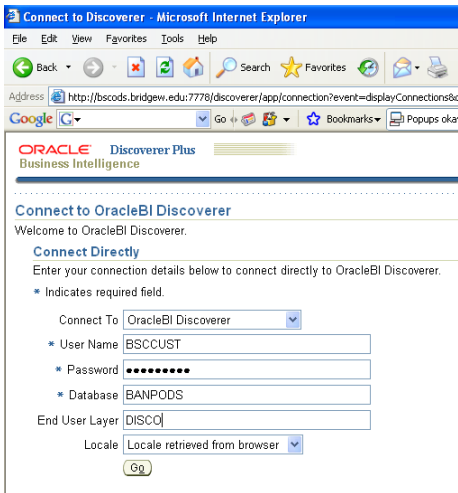 Connect to Discoverer - Microsoft Internet Explorer
File Edit View Favorites Tools Help
Back Search Favorites
Address http://bscods.bridgew.edu:7778/discoverer/app/connection?event=displayConnections&
Google G Go Bookmarks Popups oka
ORACLE Discoverer Plus
Business Intelligence
Connect to OracleBI Discoverer
Welcome to OracleBI Discoverer.
Connect Directly
Enter your connection details below to connect directly to OracleBI Discoverer.
* Indicates required field.
Connect To OracleBI Discoverer
* User Name BSCCUST
* Password •••••••••
* Database BANPODS
End User Layer DISCO
Locale Locale retrieved from browser
Go